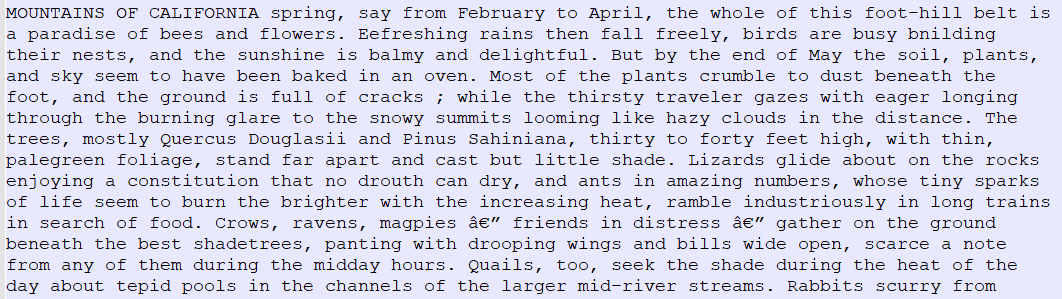 MOUNTAINS OF CALIFORNIA spring, say from February to April, the whole of this foot-hill belt is
a paradise of bees and flowers. Eefreshing rains then fall freely, birds are busy bnilding
their nests, and the sunshine is balmy and delightful. But by the end of May the soil, plants,
and sky seem to have been baked in an oven. Most of the plants crumble to dust beneath the
foot, and the ground is full of cracks ; while the thirsty traveler gazes with eager longing
through the burning glare to the snowy summits looming like hazy clouds in the distance. The
trees, mostly Quercus Douglasii and Pinus Sahiniana, thirty to forty feet high, with thin,
palegreen foliage, stand far apart and cast but little shade. Lizards glide about on the rocks
enjoying a constitution that no drouth can dry, and ants in amazing numbers, whose tiny sparks
of life seem to burn the brighter with the increasing heat, ramble industriously in long trains
in search of food. Crows, ravens, magpies â€” friends in distress â€” gather on the ground
beneath the best shadetrees, panting with drooping wings and bills wide open, scarce a note
from any of them during the midday hours. Quails, too, seek the shade during the heat of the
day about tepid pools in the channels of the larger mid-river streams. Rabbits scurry from